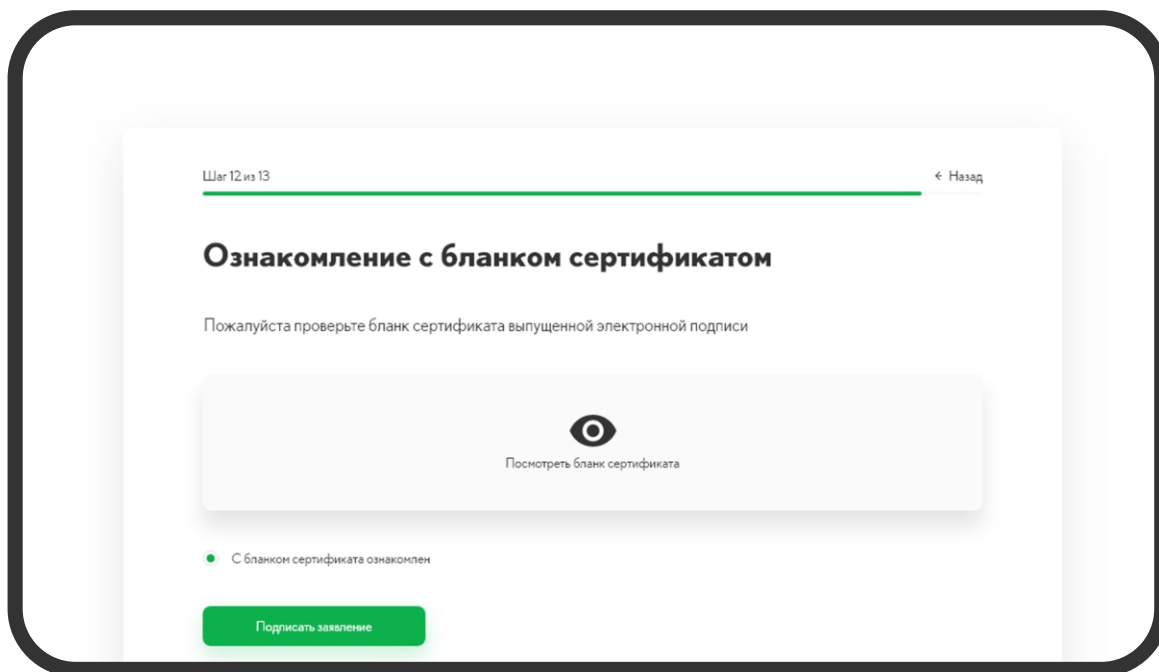 Шаг 12 из 13
← Назад
Ознакомление с бланком сертификатом
Пожалуйста проверьте бланк сертификата выпущенной электронной подписи
Посмотреть бланк сертификата
С бланком сертификата ознакомлен
Подписать заявление